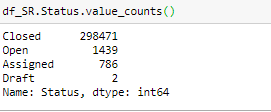 df_SR.Status.value_counts()
Closed      298471
Open          1439
Assigned       786
Draft            2
Name: Status, dtype: int64